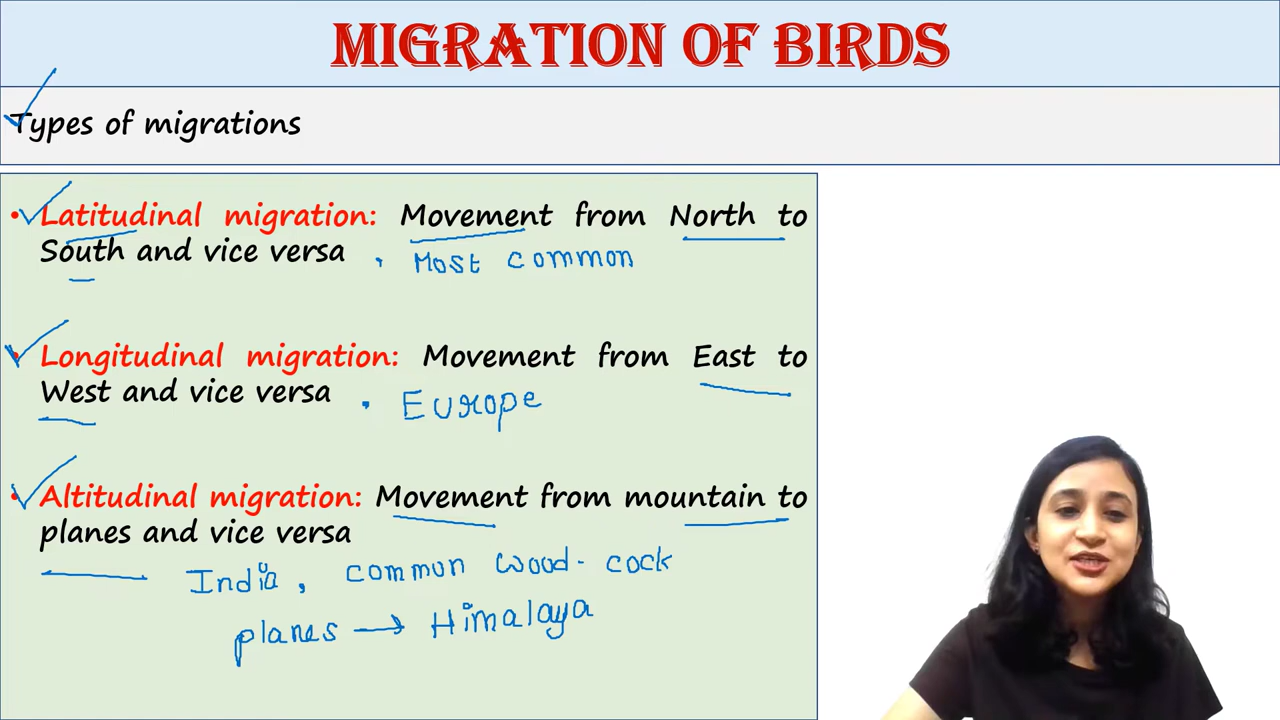 MIGRATION OF BIRDS
Types of migrations
• Latitudinal migration: Movement from North to
South and vice versa . Most common
• Longitudinal migration: Movement from East to
West and vice versa . Europe
• Altitudinal migration: Movement from mountain to
planes and vice versa
India, common wood-cock
planes → Himalaya